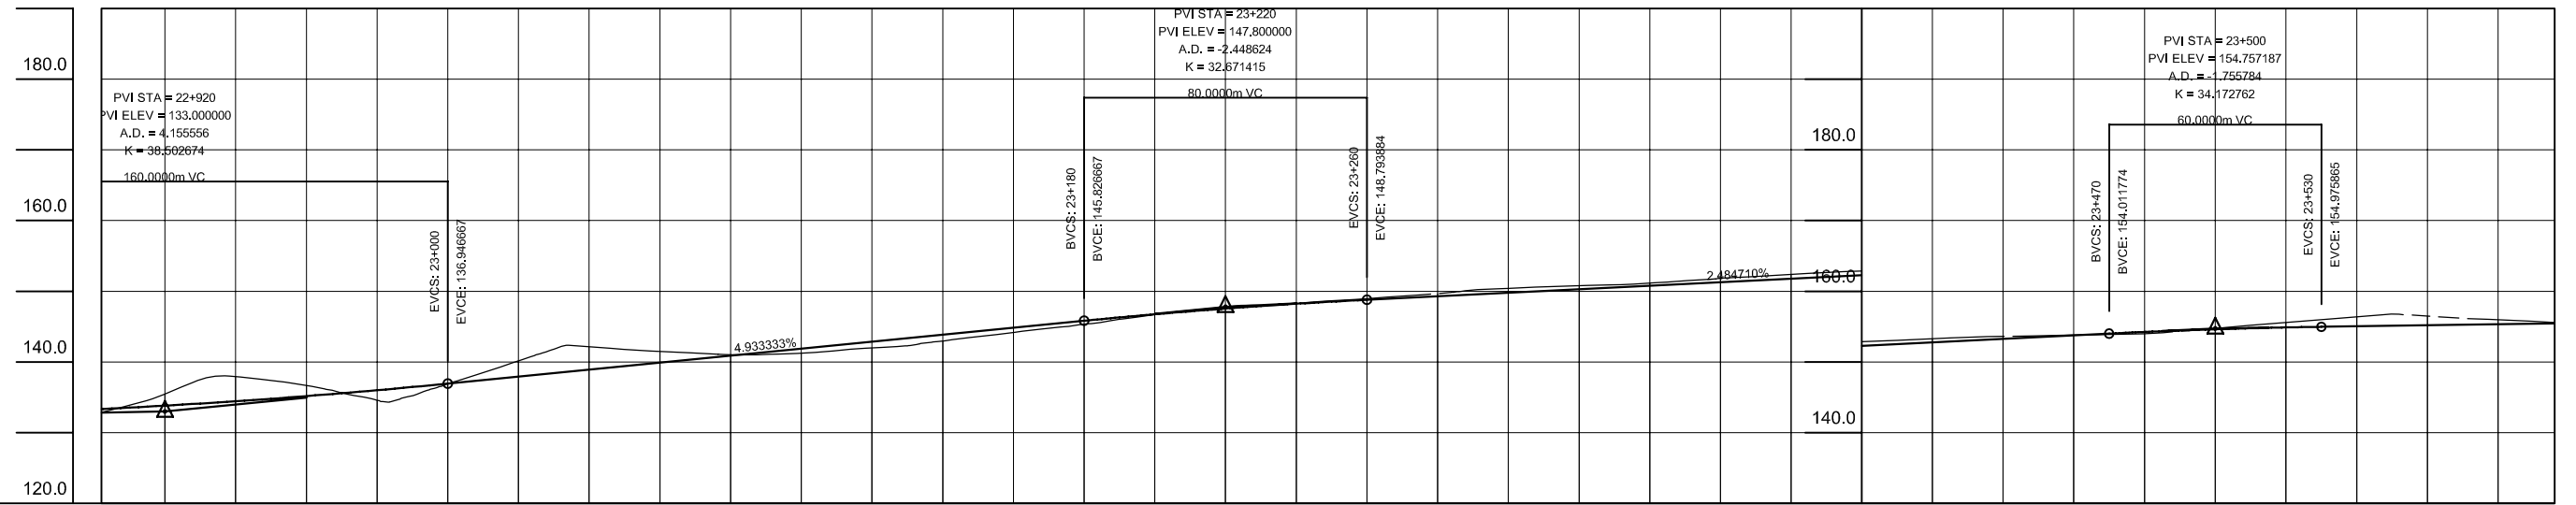 180.0
160.0
140.0
120.0
PVI STA = 22+920
PVI ELEV = 133.000000
A.D. = 4.155556
K = 38.502674
160.0000m VC
EVCS: 23+000
EVCE: 136.946667
4.933333%
PVI STA = 23+220
PVI ELEV = 147.800000
A.D. = -2.448624
K = 32.671415
80.0000m VC
BVCS: 23+180
BVCE: 145.826667
EVCS: 23+260
EVCE: 148.793884
2.484710%
180.0
160.0
140.0
PVI STA = 23+500
PVI ELEV = 154.757187
A.D. = -1.755784
K = 34.172762
60.0000m VC
BVCS: 23+470
BVCE: 154.011774
EVCS: 23+530
EVCE: 154.975865